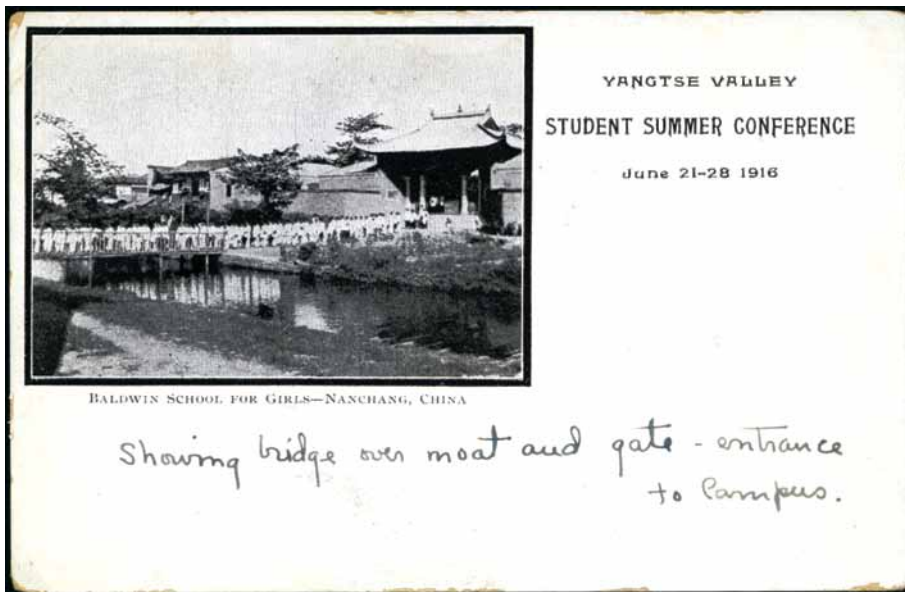 YANGTSE VALLEY
STUDENT SUMMER CONFERENCE
June 21-28 1916
BALDWIN SCHOOL FOR GIRLS—NANCHANG, CHINA
Showing bridge over moat and gate - entrance
to Campus.